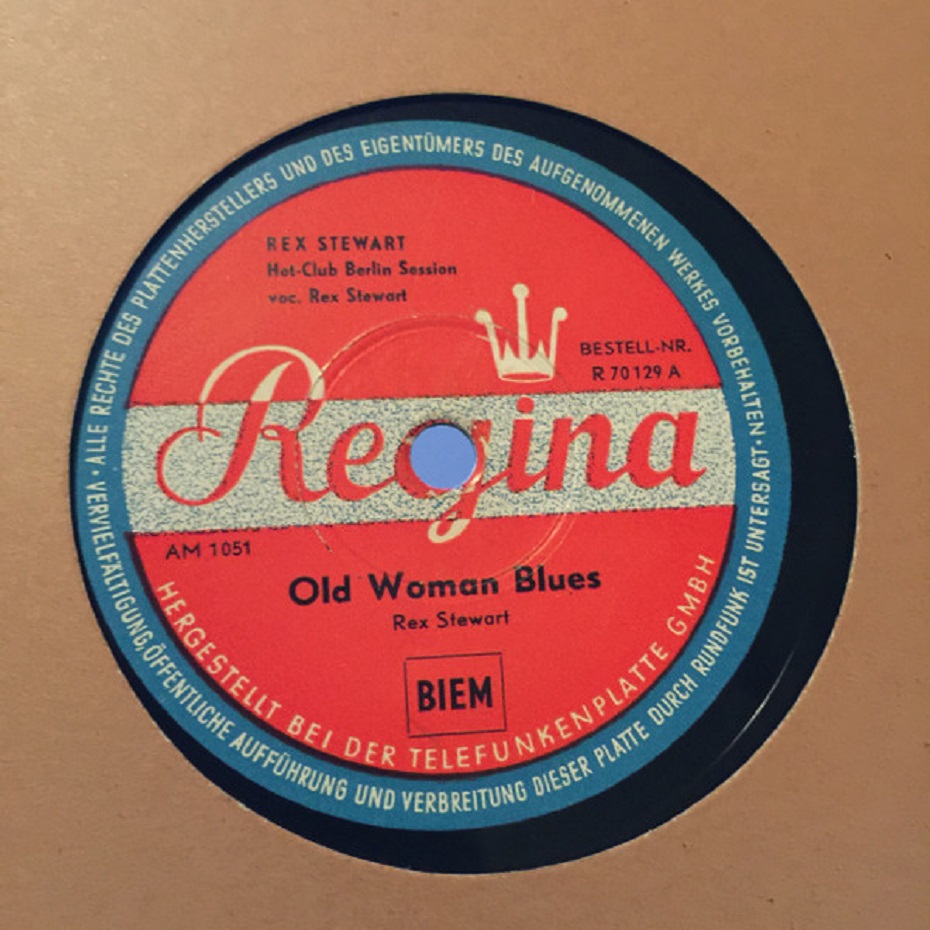 REX STEWART
Hot-Club Berlin Session
voc. Rex Stewart
BESTELL-NR.
R 70129 A
Regina
AM 1051
Old Woman Blues
Rex Stewart
BIEM
HERGESTELLT BEI DER TELEFUNKENPLATTE GMBH
ALLE RECHTE DES PLATTENHERSTELLERS UND DES EIGENTÜMERS DES AUFGENOMMENEN WERKES VORBEHALTEN · VERVIELFÄLTIGUNG, ÖFFENTLICHE AUFFÜHRUNG UND VERBREITUNG DIESER PLATTE DURCH RUNDFUNK IST UNTERSAGT ·